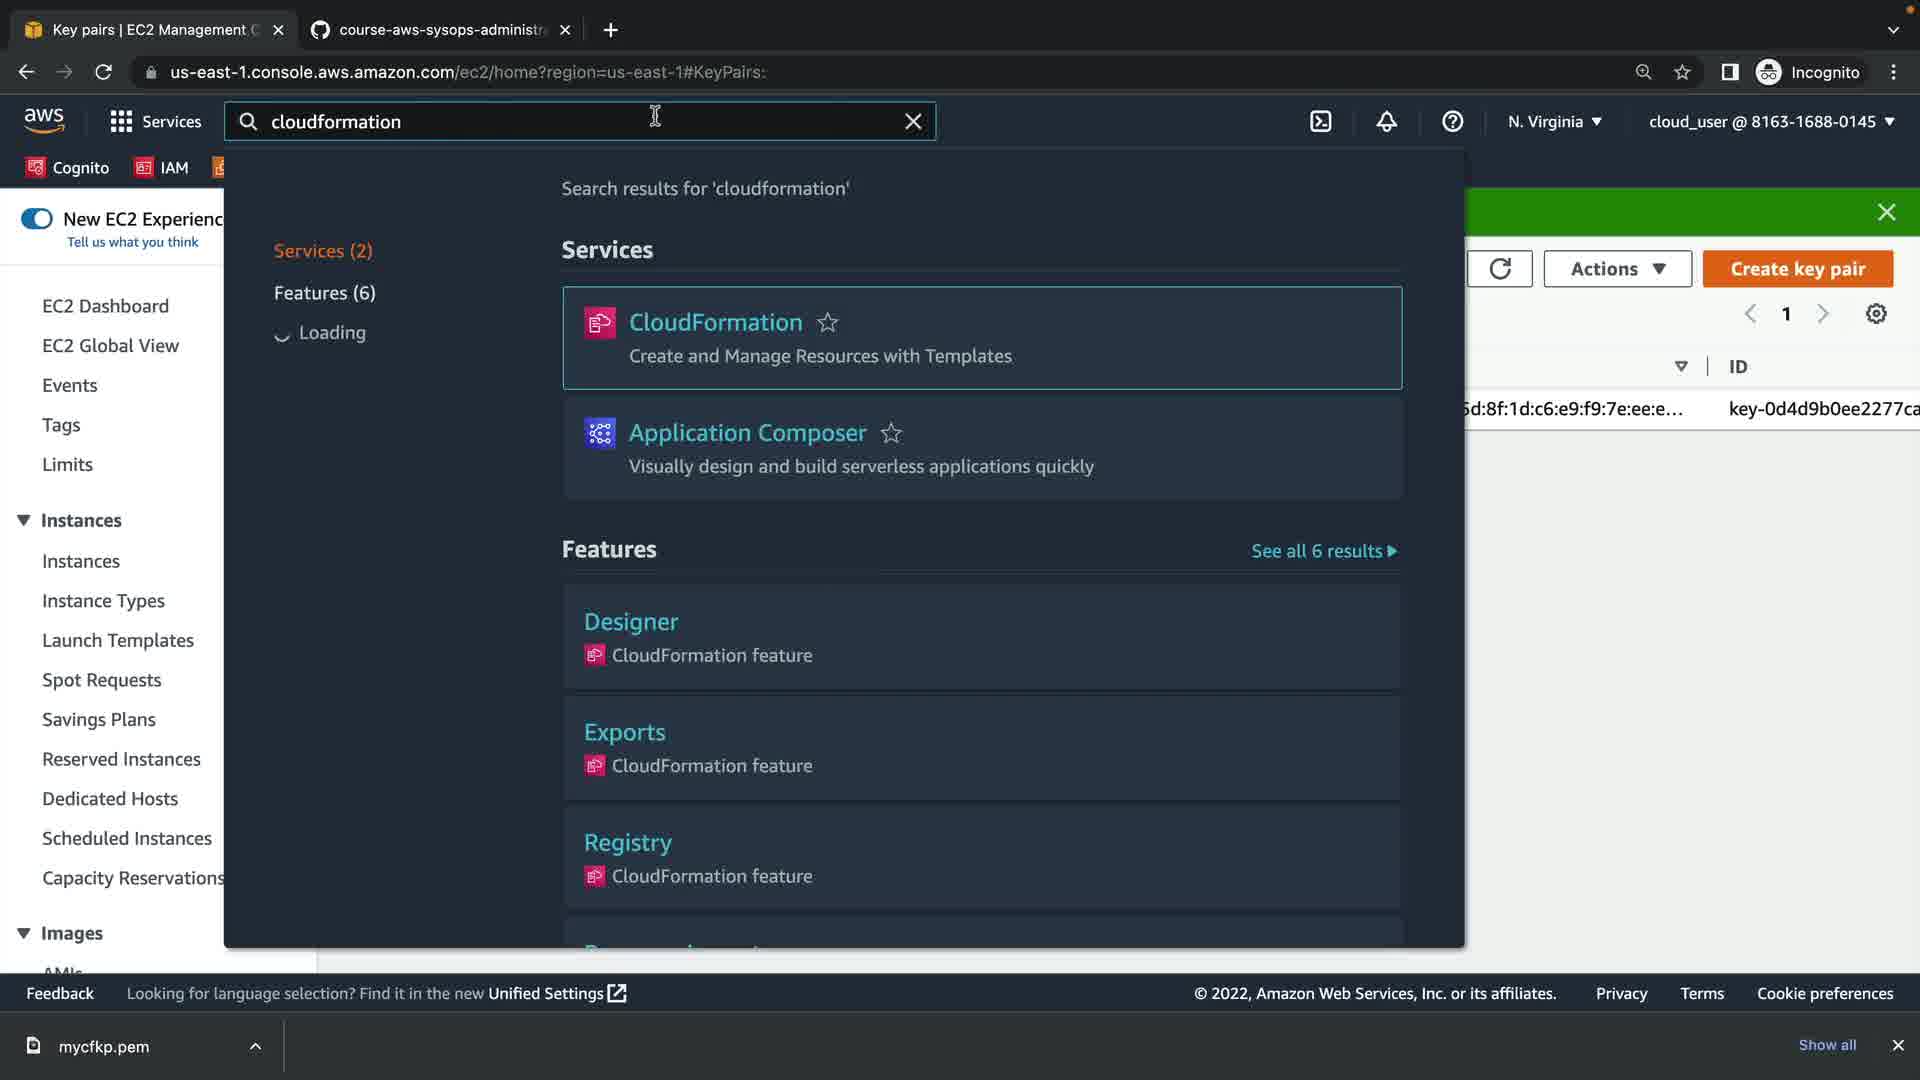 Key pairs | EC2 Management C
course-aws-sysops-administra
us-east-1.console.aws.amazon.com/ec2/home?region=us-east-1#KeyPairs:
Incognito
aws
Services
cloudformation
N. Virginia
cloud_user @ 8163-1688-0145
Cognito
IAM
Search results for 'cloudformation'
New EC2 Experienc
Tell us what you think
Services (2)
Services
Actions
Create key pair
Features (6)
EC2 Dashboard
1
CloudFormation
Loading
EC2 Global View
Create and Manage Resources with Templates
ID
Events
5d:8f:1d:c6:e9:f9:7e:ee:e...
key-0d4d9b0ee2277ca
Tags
Application Composer
Limits
Visually design and build serverless applications quickly
Instances
Features
See all 6 results
Instances
Instance Types
Designer
Launch Templates
CloudFormation feature
Spot Requests
Savings Plans
Exports
Reserved Instances
CloudFormation feature
Dedicated Hosts
Scheduled Instances
Registry
Capacity Reservations
CloudFormation feature
Images
AMIs
Feedback
Looking for language selection? Find it in the new Unified Settings
© 2022, Amazon Web Services, Inc. or its affiliates.
Privacy
Terms
Cookie preferences
mycfkp.pem
Show all